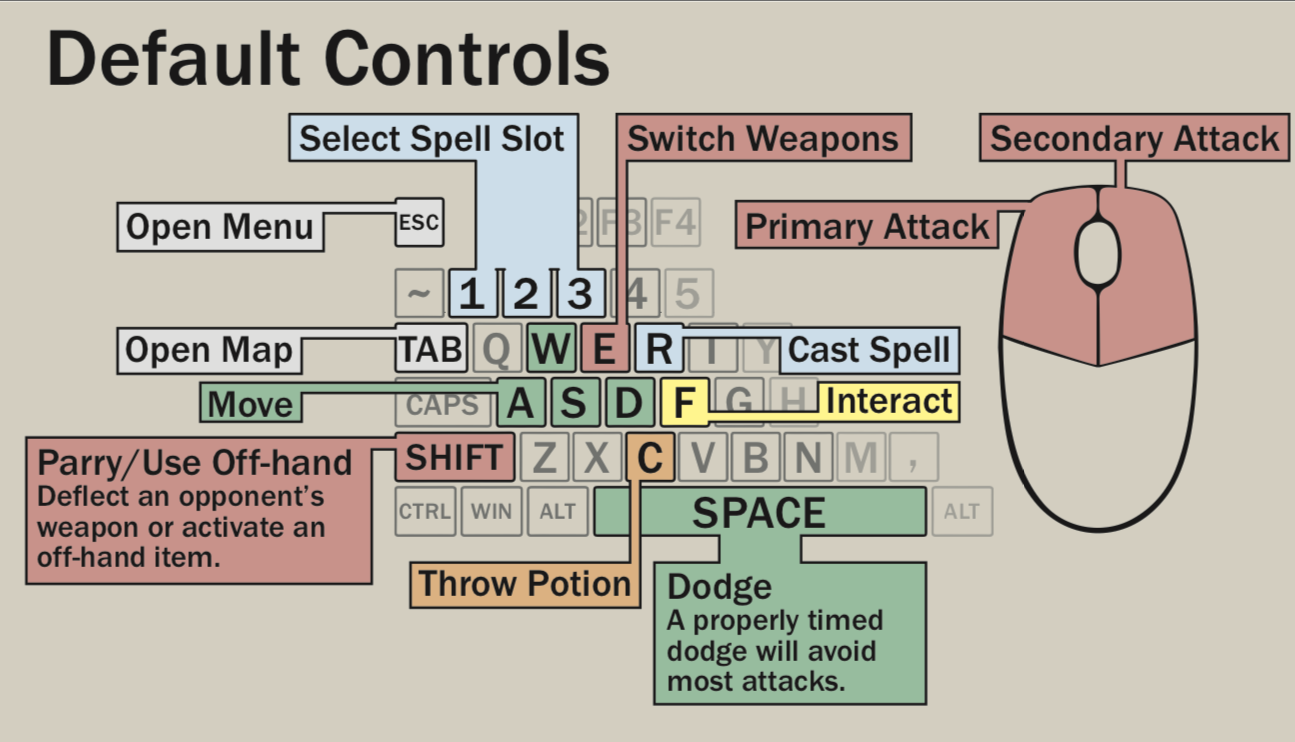 Default Controls
Select Spell Slot
Switch Weapons
Secondary Attack
Open Menu
ESC
2 F3 F4
Primary Attack
~ 1 2 3 4 5
Open Map
TAB Q W E R T Y
Cast Spell
Move
CAPS A S D F G H
Interact
Parry/Use Off-hand
Deflect an opponent's
weapon or activate an
off-hand item.
SHIFT Z X C V B N M ,
CTRL WIN ALT SPACE ALT
Throw Potion
Dodge
A properly timed
dodge will avoid
most attacks.